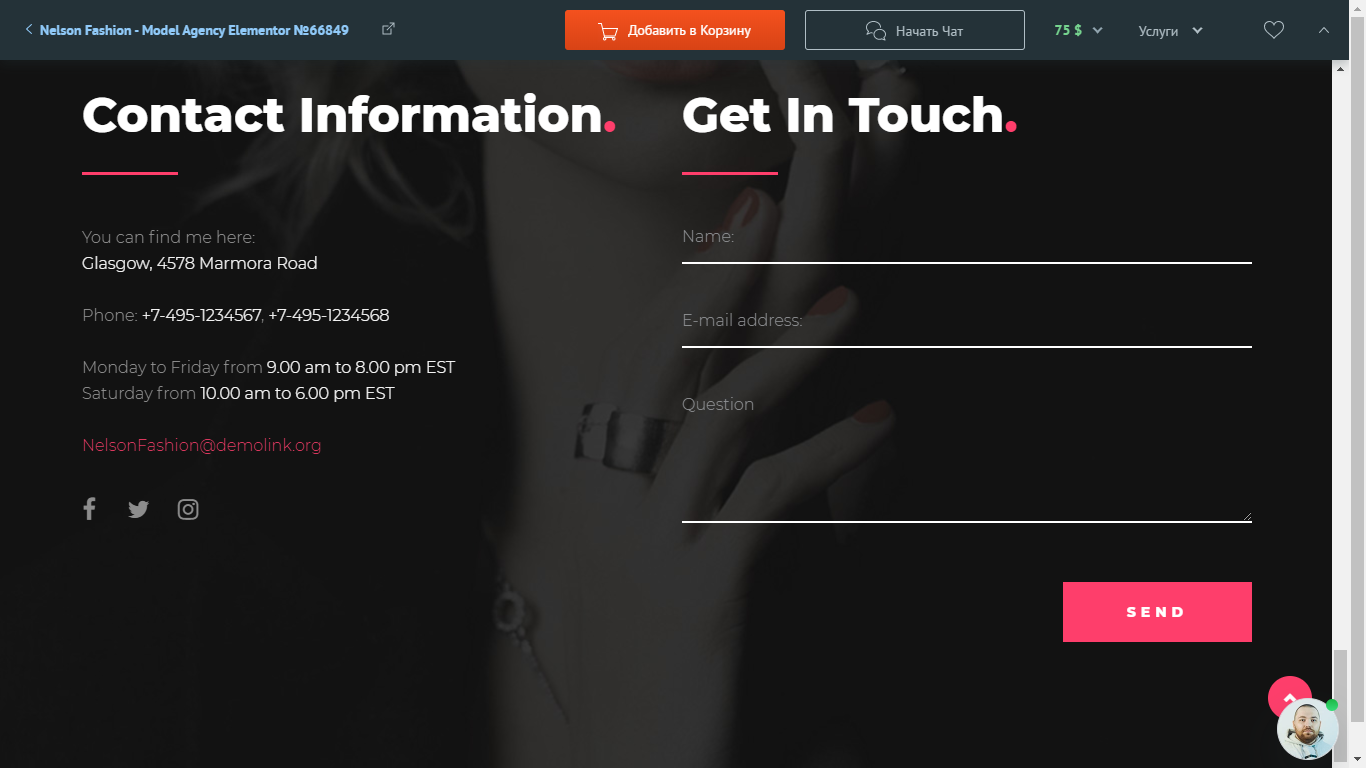 Nelson Fashion - Model Agency Elementor №66849
Добавить в Корзину
Начать Чат
75 $
Услуги
Contact Information.
You can find me here:
Glasgow, 4578 Marmora Road
Phone: +7-495-1234567, +7-495-1234568
Monday to Friday from 9.00 am to 8.00 pm EST
Saturday from 10.00 am to 6.00 pm EST
NelsonFashion@demolink.org
Get In Touch.
Name:
E-mail address:
Question
SEND